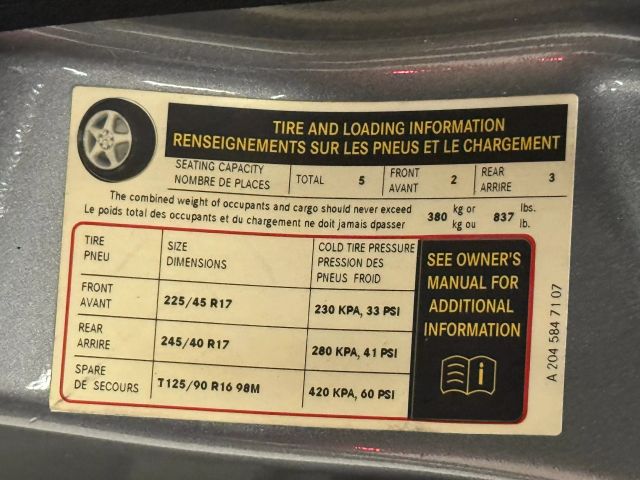 TIRE AND LOADING INFORMATION
RENSEIGNEMENTS SUR LES PNEUS ET LE CHARGEMENT
SEATING CAPACITY
NOMBRE DE PLACES
TOTAL 5
FRONT
AVANT
2
REAR
ARRIERE
3
The combined weight of occupants and cargo should never exceed
Le poids total des occupants et du chargement ne doit jamais dpasser
380 kg or
kg ou
837 lbs.
lb.
TIRE
PNEU
SIZE
DIMENSIONS
COLD TIRE PRESSURE
PRESSION DES
PNEUS FROID
FRONT
AVANT
225/45 R17
230 KPA, 33 PSI
REAR
ARRIRE
245/40 R17
280 KPA, 41 PSI
SPARE
DE SECOURS
T125/90 R16 98M
420 KPA, 60 PSI
SEE OWNER'S
MANUAL FOR
ADDITIONAL
INFORMATION
A 204 584 71 07